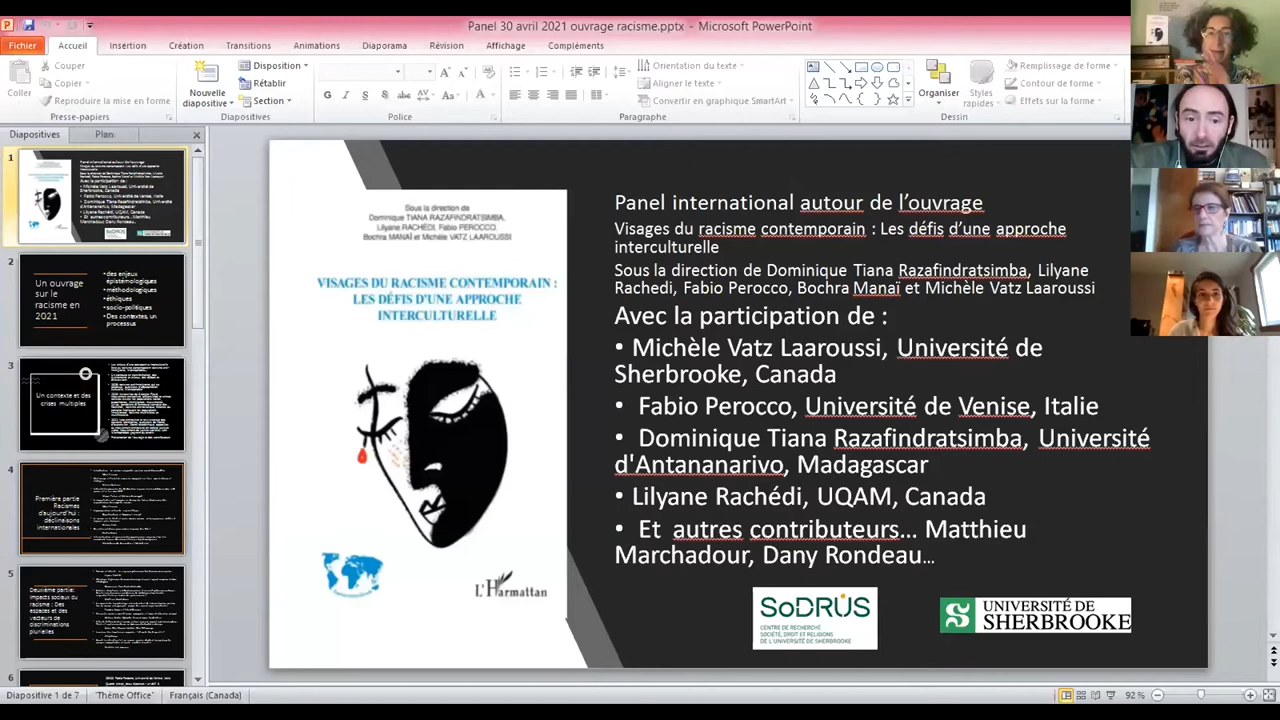 Panel 30 avril 2021 ouvrage racisme.pptx - Microsoft PowerPoint
Fichier Accueil Insertion Création Transitions Animations Diaporama Révision Affichage Compléments
Coller
Couper
Copier
Reproduire la mise en forme
Presse-papiers
Nouvelle diapositive
Disposition
Rétablir
Section
Diapositives
G I S S abc AV Aa A
Police
Orientation du texte
Aligner le texte
Convertir en graphique SmartArt
Paragraphe
Organiser
Styles rapides
Remplissage de forme
Contour de forme
Effets sur la forme
Dessin
Diapositives Plan
1
2
Un ouvrage
sur le
racisme en
2021
• des enjeux
épistémologiques
• méthodologiques
• éthiques
• socio-politiques
• Des contextes, un
processus
3
Un contexte et des
crises multiples
4
Première partie
Racismes
d'aujourd'hui :
déclinaisons
internationales
5
Deuxième partie:
Impacts sociaux
du racisme : Des
espaces et des
vecteurs de
discriminations
plurielles
6
Sous la direction de
Dominique Tiana RAZAFINDRATSIMBA,
Lilyane RACHÉDI, Fabio PEROCCO,
Bochra MANAÏ et Michèle VATZ LAAROUSSI
VISAGES DU RACISME CONTEMPORAIN :
LES DÉFIS D'UNE APPROCHE
INTERCULTURELLE
L'Harmattan
Panel international autour de l'ouvrage
Visages du racisme contemporain : Les défis d'une approche
interculturelle
Sous la direction de Dominique Tiana Razafindratsimba, Lilyane
Rachedi, Fabio Perocco, Bochra Manaï et Michèle Vatz Laaroussi
Avec la participation de :
• Michèle Vatz Laaroussi, Université de
Sherbrooke, Canada
• Fabio Perocco, Université de Venise, Italie
• Dominique Tiana Razafindratsimba, Université
d'Antananarivo, Madagascar
• Lilyane Rachédi, UQAM, Canada
• Et autres contributeurs... Matthieu
Marchadour, Dany Rondeau...
SoDRUS
CENTRE DE RECHERCHE
SOCIÉTÉ, DROIT ET RELIGIONS
DE L'UNIVERSITÉ DE SHERBROOKE
UNIVERSITÉ DE
SHERBROOKE
Diapositive 1 de 7 "Thème Office" Français (Canada) 92 %